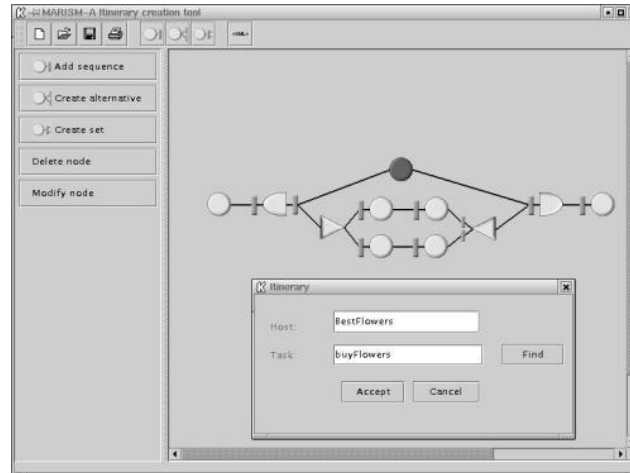 MARISM-A Itinerary creation tool
Add sequence
Create alternative
Create set
Delete node
Modify node
Itinerary
Host:
BestFlowers
Task:
buyFlowers
Find
Accept
Cancel